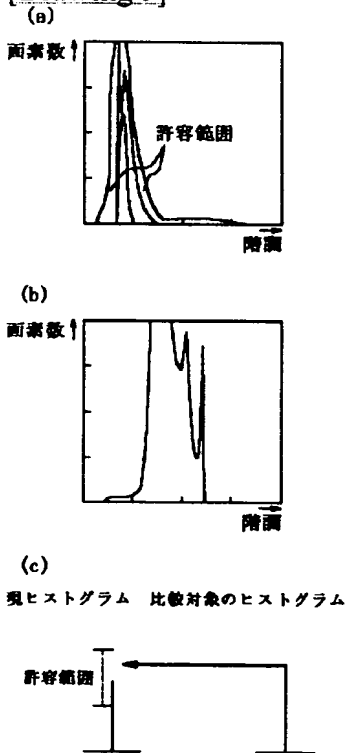 (a)
画素数
許容範囲
階調
(b)
画素数
階調
(c)
現ヒストグラム 比較対象のヒストグラム
許容範囲